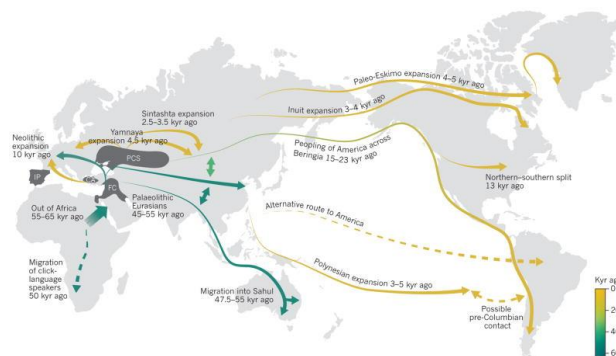 Paleo-Eskimo expansion 4–5 kyr ago
Inuit expansion 3–4 kyr ago
Sintashta expansion
2.5–3.5 kyr ago
Yamnaya
expansion 4.5 kyr ago
Neolithic
expansion
10 kyr ago
PCS
Peopling of America across
Beringia 15–23 kyr ago
Northern–southern split
13 kyr ago
IP
CA
FC
Palaeolithic
Eurasians
45–55 kyr ago
Out of Africa
55–65 kyr ago
Alternative route to America
Migration
of click-
language
speakers
50 kyr ago
Migration into Sahul
47.5–55 kyr ago
Polynesian expansion 3–5 kyr ago
Possible
pre-Columbian
contact
Kyr ag
0
20
40
6